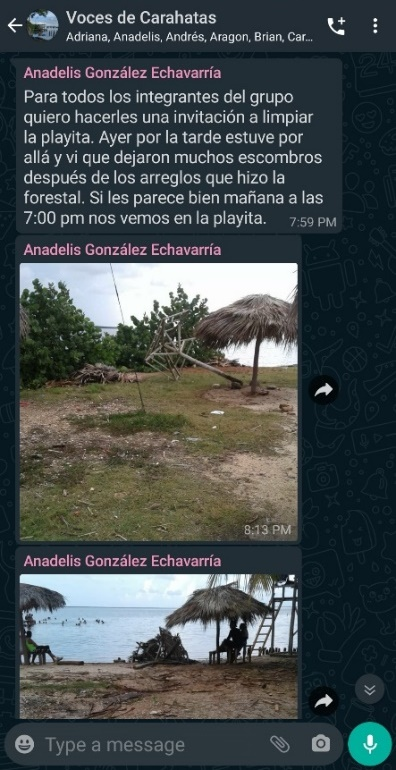 Voces de Carahatas
Adriana, Anadelis, Andrés, Aragon, Brian, Car...
Anadelis González Echavarría
Para todos los integrantes del grupo
quiero hacerles una invitación a limpiar
la playita. Ayer por la tarde estuve por
allá y vi que dejaron muchos escombros
después de los arreglos que hizo la
forestal. Si les parece bien mañana a las
7:00 pm nos vemos en la playita.
7:59 PM
Anadelis González Echavarría
8:13 PM
Anadelis González Echavarría
Type a message